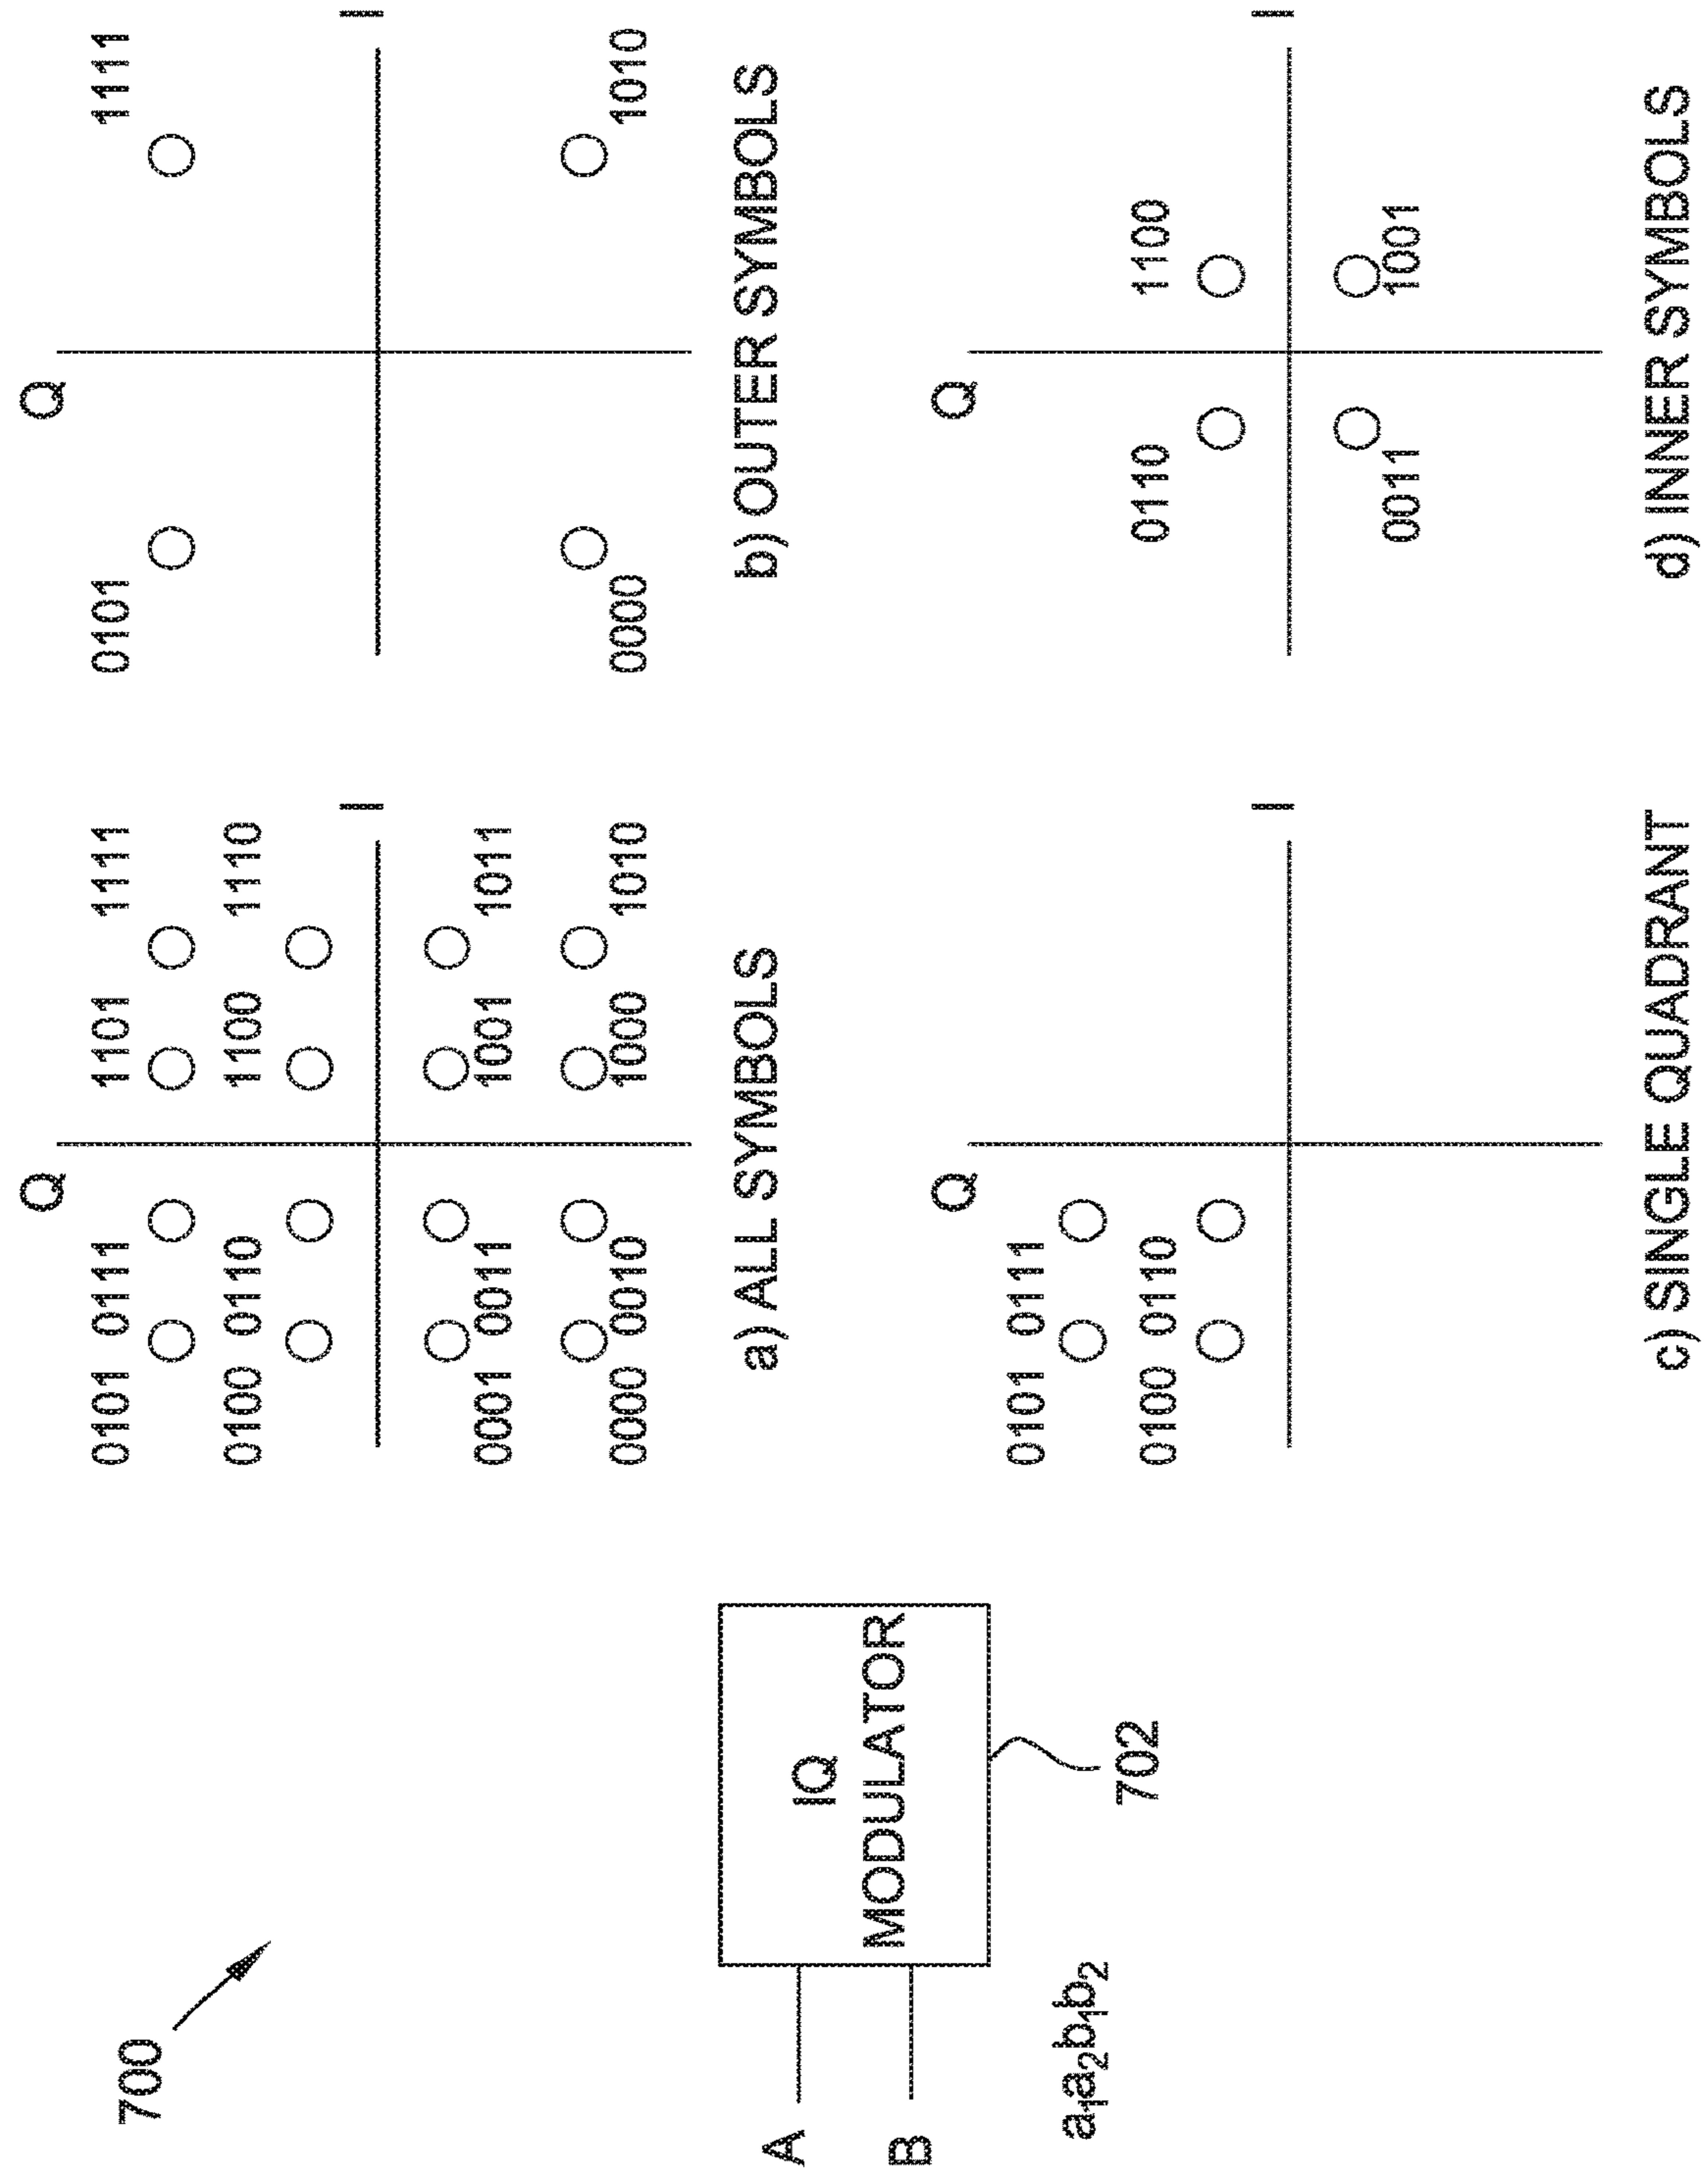 700
A
B
IQ
MODULATOR
702
a₁a₂b₁b₂
Q
0101 0111 1101 1111
0100 0110 1100 1110
I
0001 0011 1001 1011
0000 0010 1000 1010
a) ALL SYMBOLS
Q
0101 1111
I
0000 1010
b) OUTER SYMBOLS
Q
0101 0111
0100 0110
I
c) SINGLE QUADRANT
Q
0110 1100
I
0011 1001
d) INNER SYMBOLS